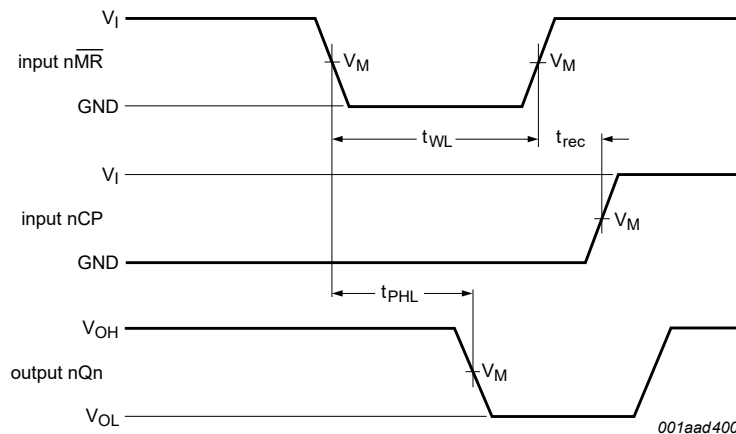 V_I
input nM̅R̅
V_M
V_M
GND
t_WL
t_rec
V_I
input nCP
V_M
GND
t_PHL
V_OH
output nQn
V_M
V_OL
001aad400